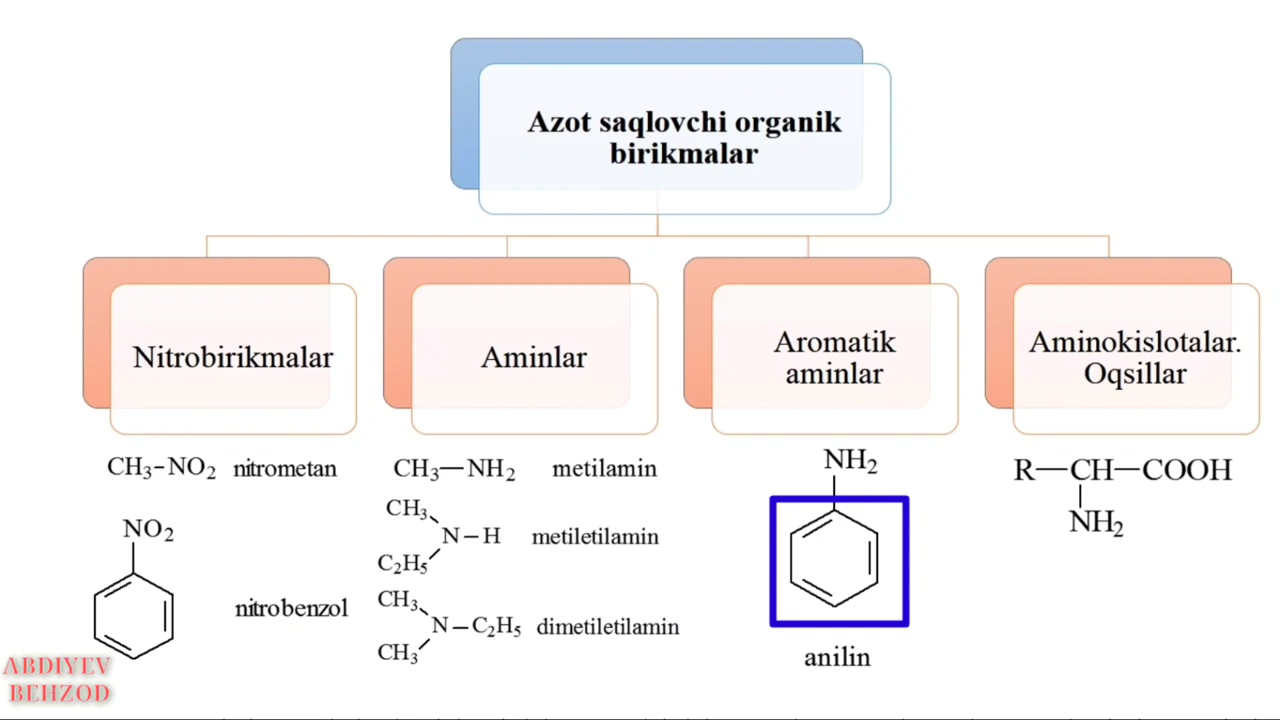 Azot saqlovchi organik
birikmalar
Nitrobirikmalar
Aminlar
Aromatik
aminlar
Aminokislotalar.
Oqsillar
CH₃-NO₂ nitrometan
NO₂
nitrobenzol
CH₃—NH₂ metilamin
CH₃
N–H metiletilamin
C₂H₅
CH₃
N–C₂H₅ dimetiletilamin
CH₃
NH₂
anilin
R—CH—COOH
NH₂
ABDIYEV
BEHZOD